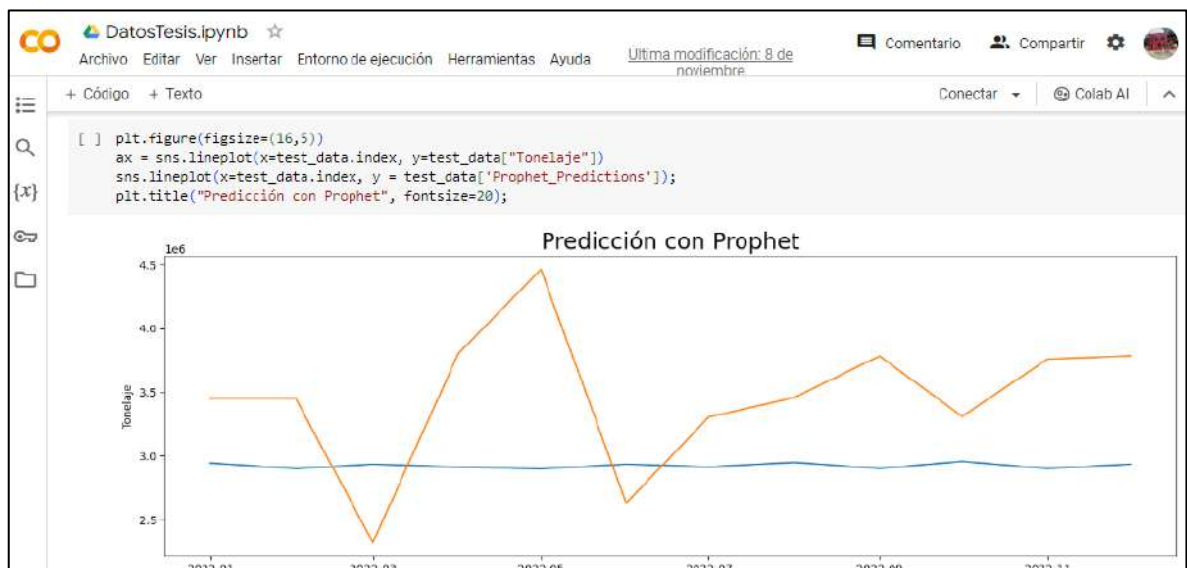 DatosTesis.ipynb
Archivo Editar Ver Insertar Entorno de ejecución Herramientas Ayuda
Última modificación: 8 de
noviembre
Comentario
Compartir
+ Código + Texto
Conectar
Colab AI
{x}
[ ] plt.figure(figsize=(16,5))
ax = sns.lineplot(x=test_data.index, y=test_data["Tonelaje"])
sns.lineplot(x=test_data.index, y = test_data['Prophet_Predictions']);
plt.title("Predicción con Prophet", fontsize=20);
Predicción con Prophet
1e6
4.5
4.0
3.5
3.0
2.5
Tonelaje